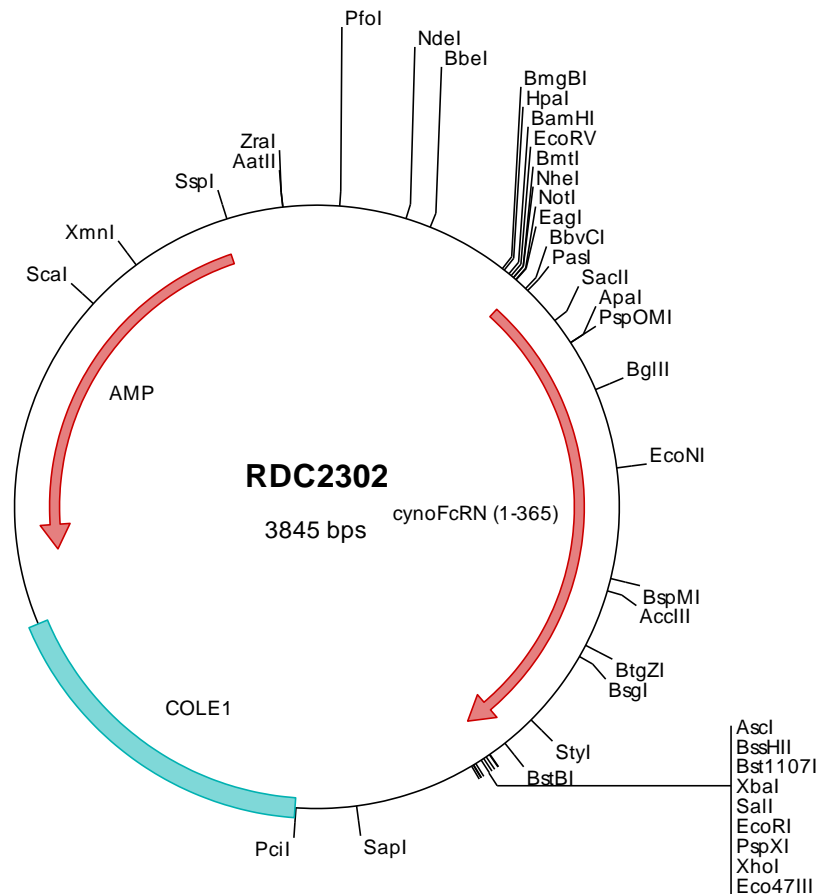 PfoI
NdeI
BbeI
BmgBI
HpaI
BamHI
EcoRV
BmtI
NheI
NotI
EagI
BbvCI
PasI
SacII
ApaI
PspOMI
BglII
EcoNI
BspMI
AccIII
BtgZI
BsgI
StyI
BstBI
AscI
BssHII
Bst1107I
XbaI
SalI
EcoRI
PspXI
XhoI
Eco47III
SapI
PciI
ScaI
XmnI
SspI
ZraI
AatII
AMP
RDC2302
3845 bps
cynoFcRN (1-365)
COLE1